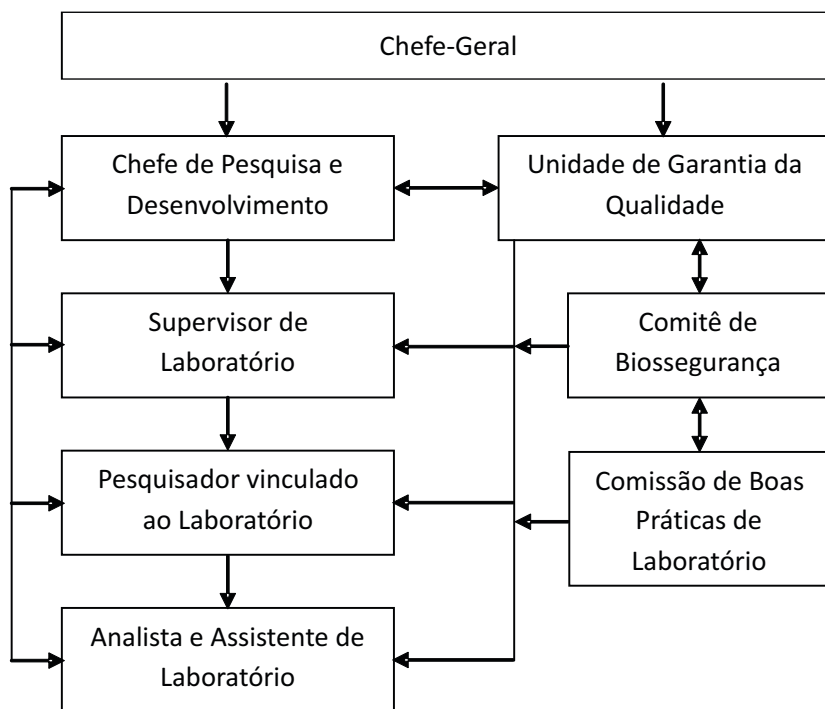 Chefe-Geral
Chefe de Pesquisa e
Desenvolvimento
Unidade de Garantia da
Qualidade
Supervisor de
Laboratório
Comitê de
Biossegurança
Pesquisador vinculado
ao Laboratório
Comissão de Boas
Práticas de
Laboratório
Analista e Assistente de
Laboratório